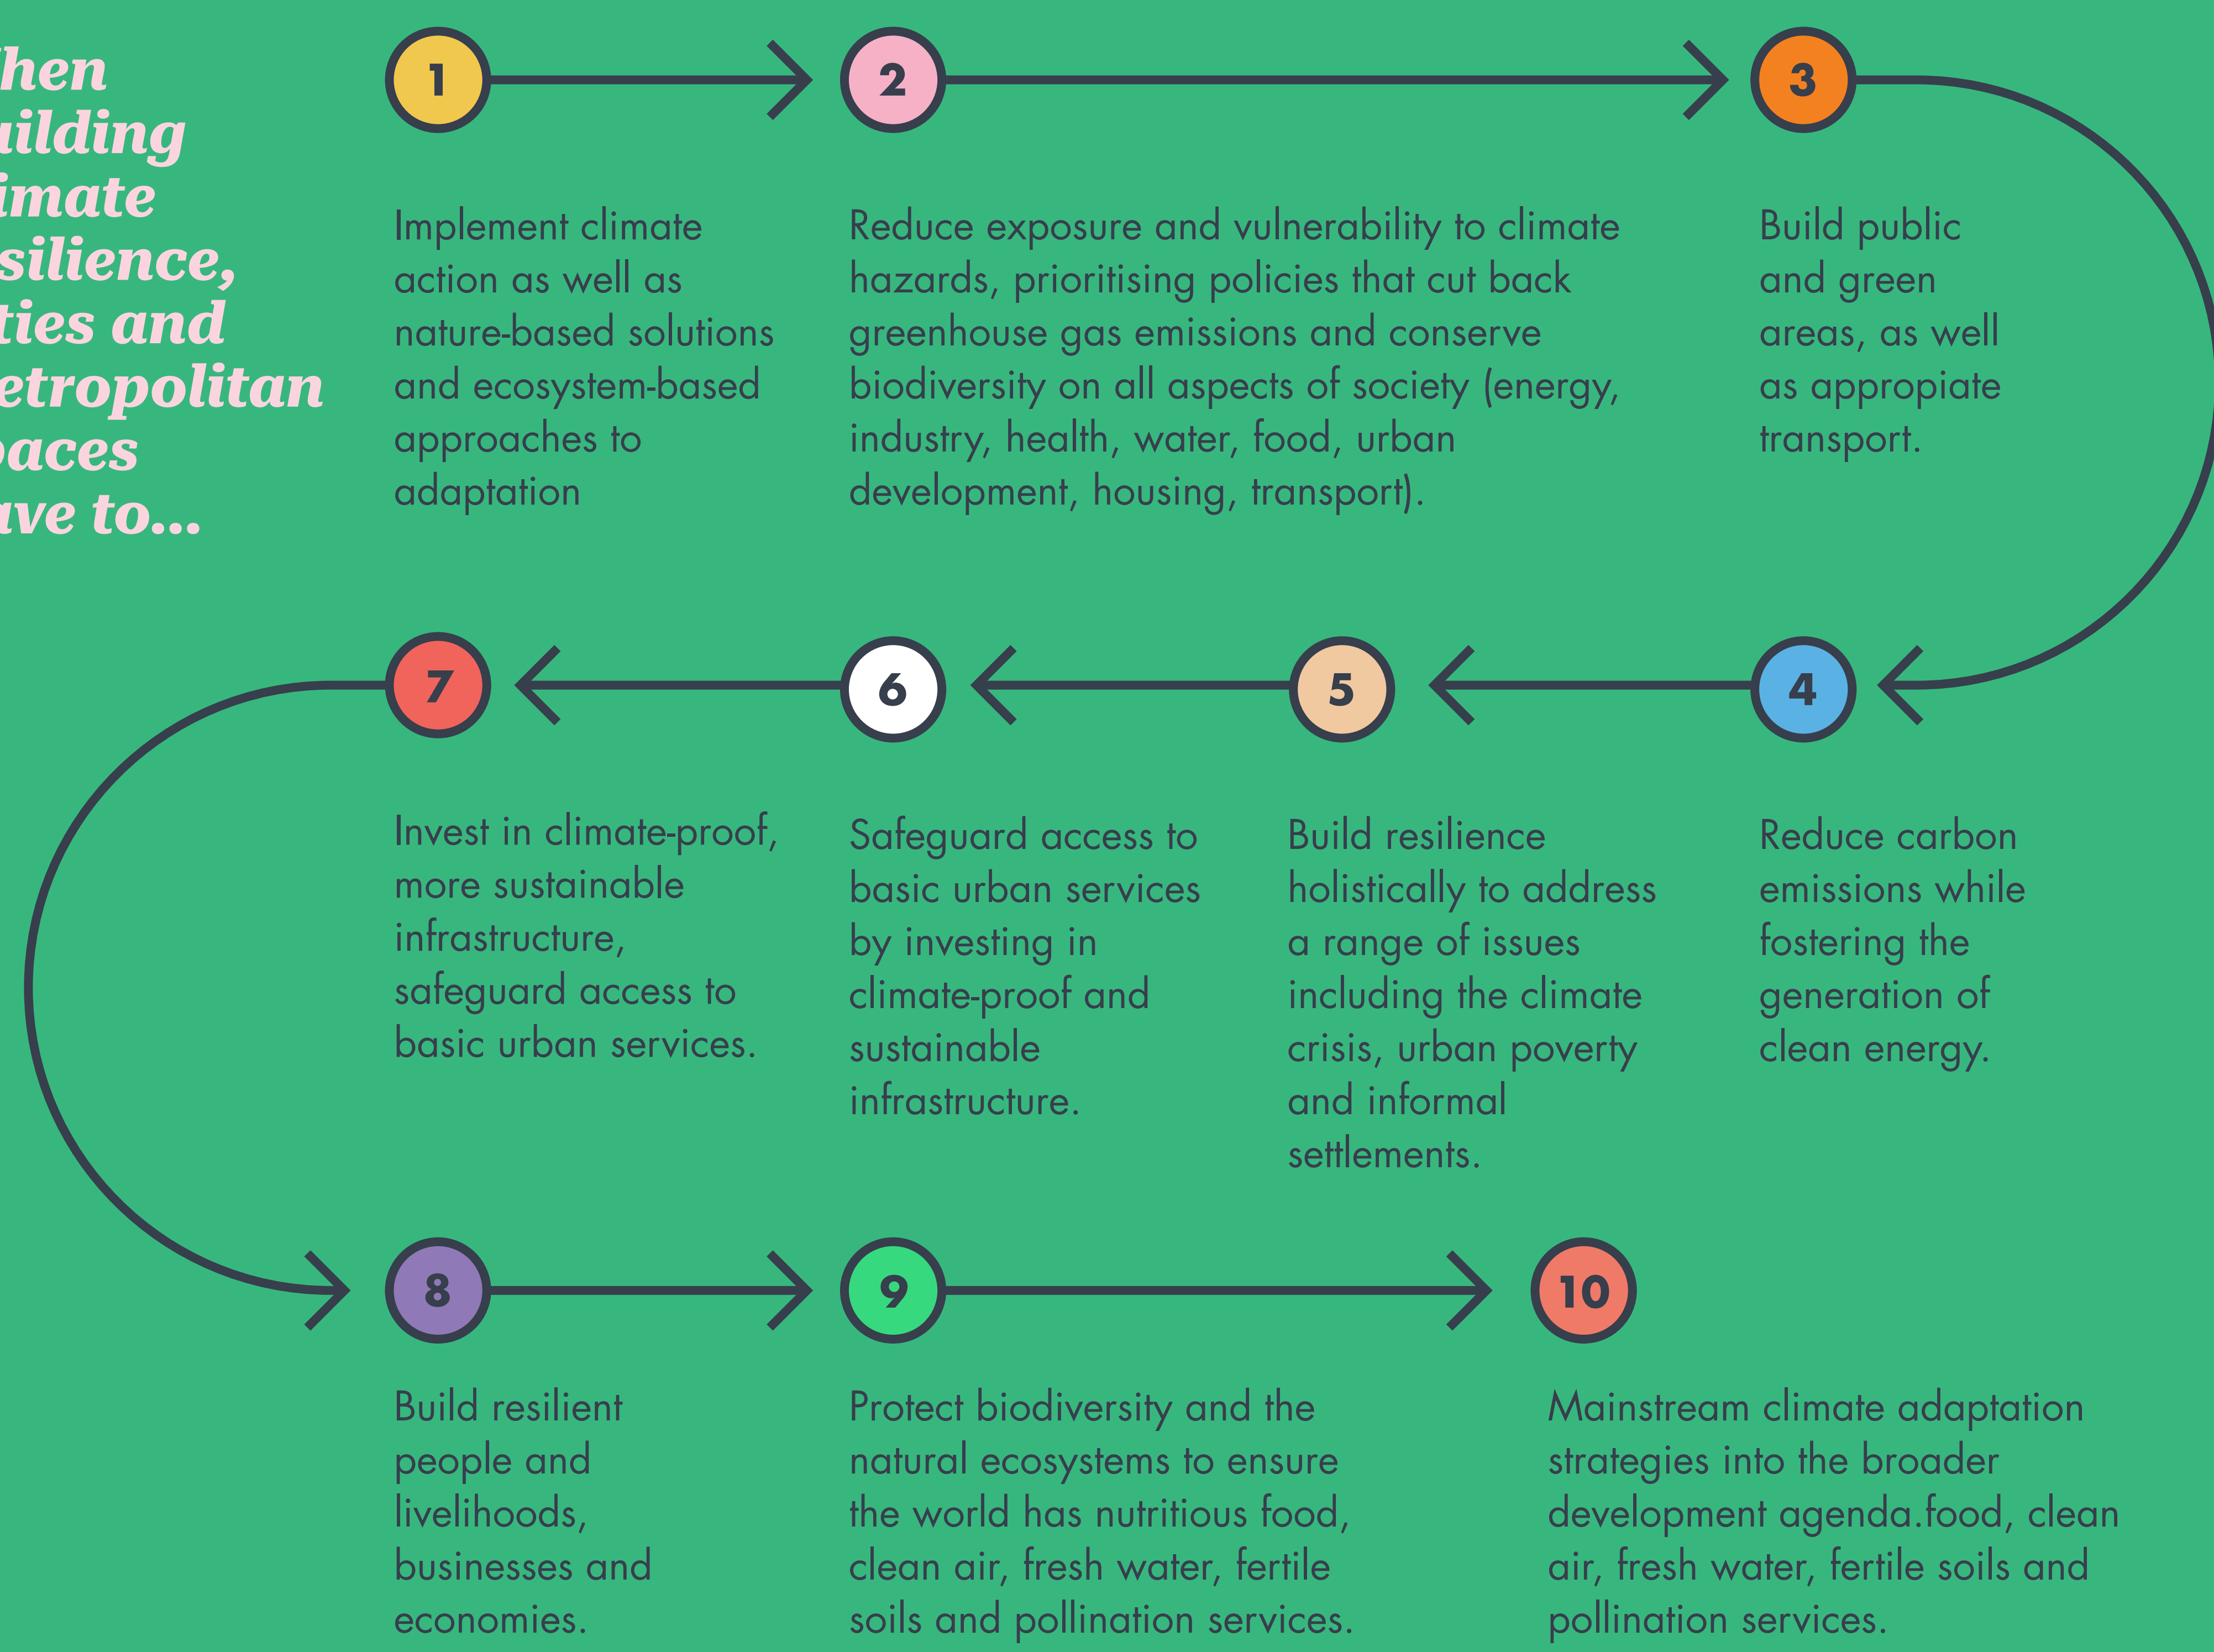 hen
uilding
imate
silience,
ties and
etropolitan
paces
ave to...
1
Implement climate
action as well as
nature-based solutions
and ecosystem-based
approaches to
adaptation
2
Reduce exposure and vulnerability to climate
hazards, prioritising policies that cut back
greenhouse gas emissions and conserve
biodiversity on all aspects of society (energy,
industry, health, water, food, urban
development, housing, transport).
3
Build public
and green
areas, as well
as appropiate
transport.
4
Reduce carbon
emissions while
fostering the
generation of
clean energy.
5
Build resilience
holistically to address
a range of issues
including the climate
crisis, urban poverty
and informal
settlements.
6
Safeguard access to
basic urban services
by investing in
climate-proof and
sustainable
infrastructure.
7
Invest in climate-proof,
more sustainable
infrastructure,
safeguard access to
basic urban services.
8
Build resilient
people and
livelihoods,
businesses and
economies.
9
Protect biodiversity and the
natural ecosystems to ensure
the world has nutritious food,
clean air, fresh water, fertile
soils and pollination services.
10
Mainstream climate adaptation
strategies into the broader
development agenda.food, clean
air, fresh water, fertile soils and
pollination services.